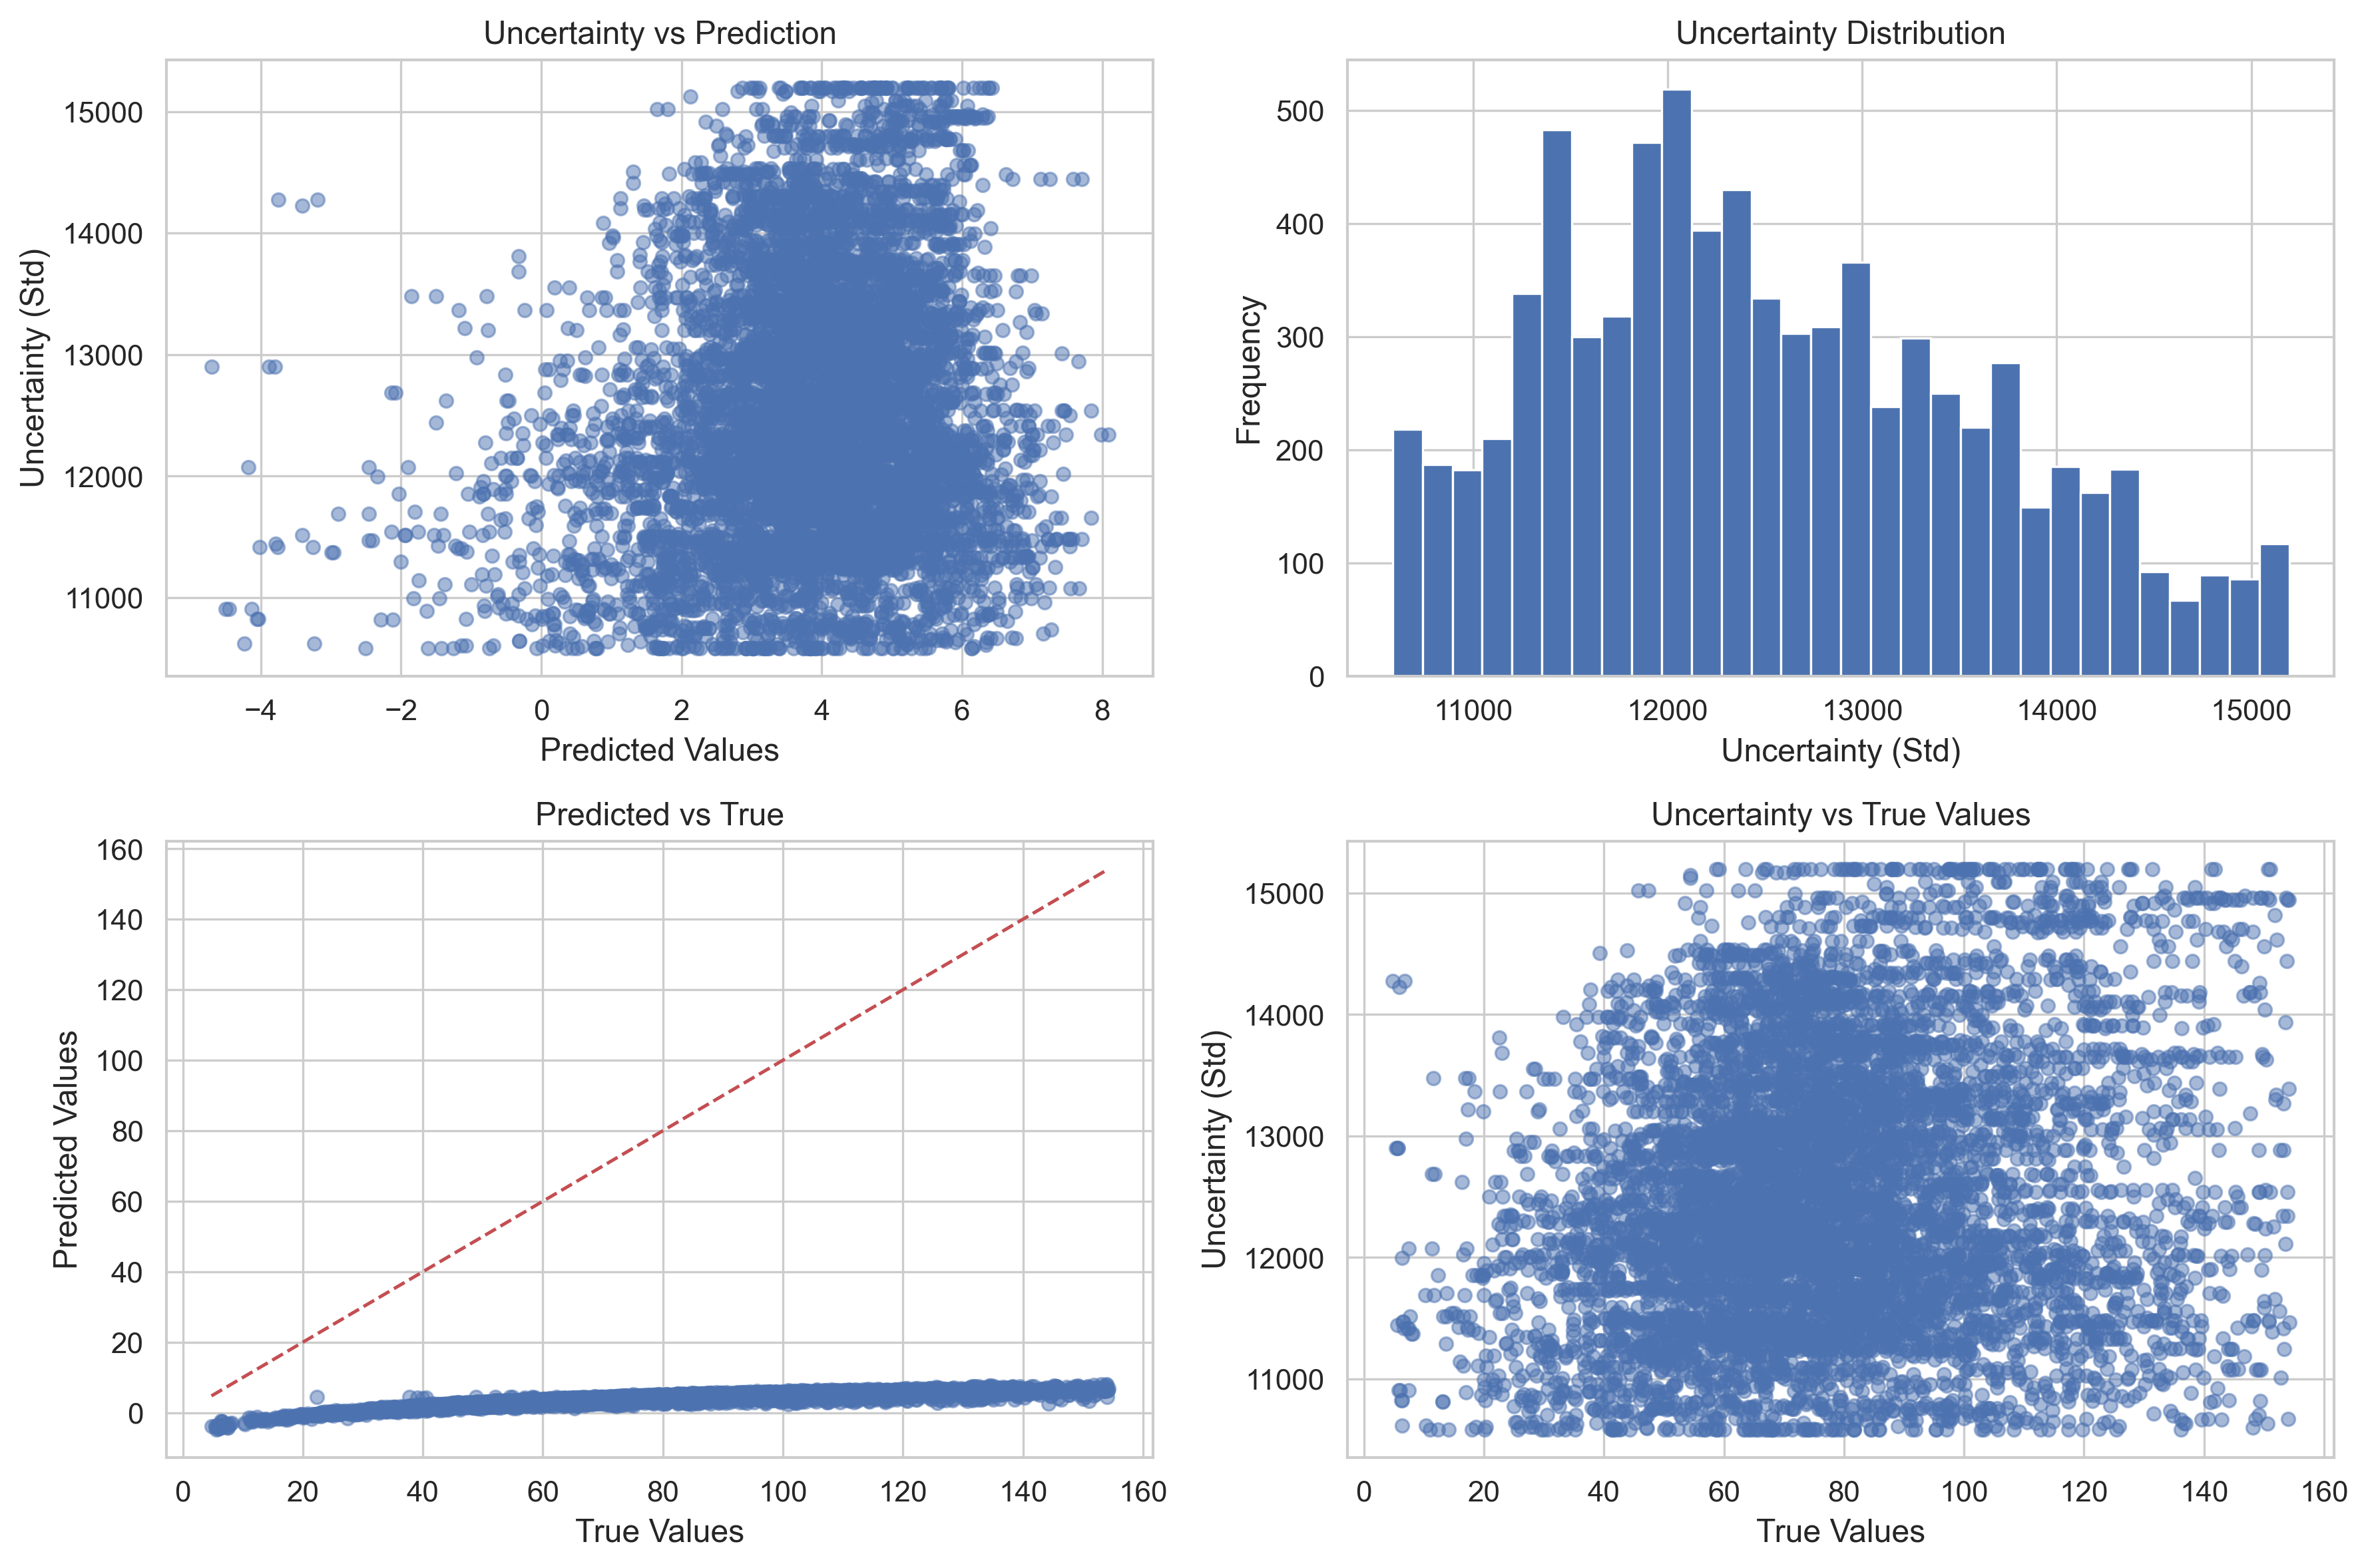 Uncertainty vs Prediction
Uncertainty (Std)
15000
14000
13000
12000
11000
−4 −2 0 2 4 6 8
Predicted Values
Uncertainty Distribution
Frequency
500
400
300
200
100
0
11000 12000 13000 14000 15000
Uncertainty (Std)
Predicted vs True
Predicted Values
160
140
120
100
80
60
40
20
0
0 20 40 60 80 100 120 140 160
True Values
Uncertainty vs True Values
Uncertainty (Std)
15000
14000
13000
12000
11000
0 20 40 60 80 100 120 140 160
True Values